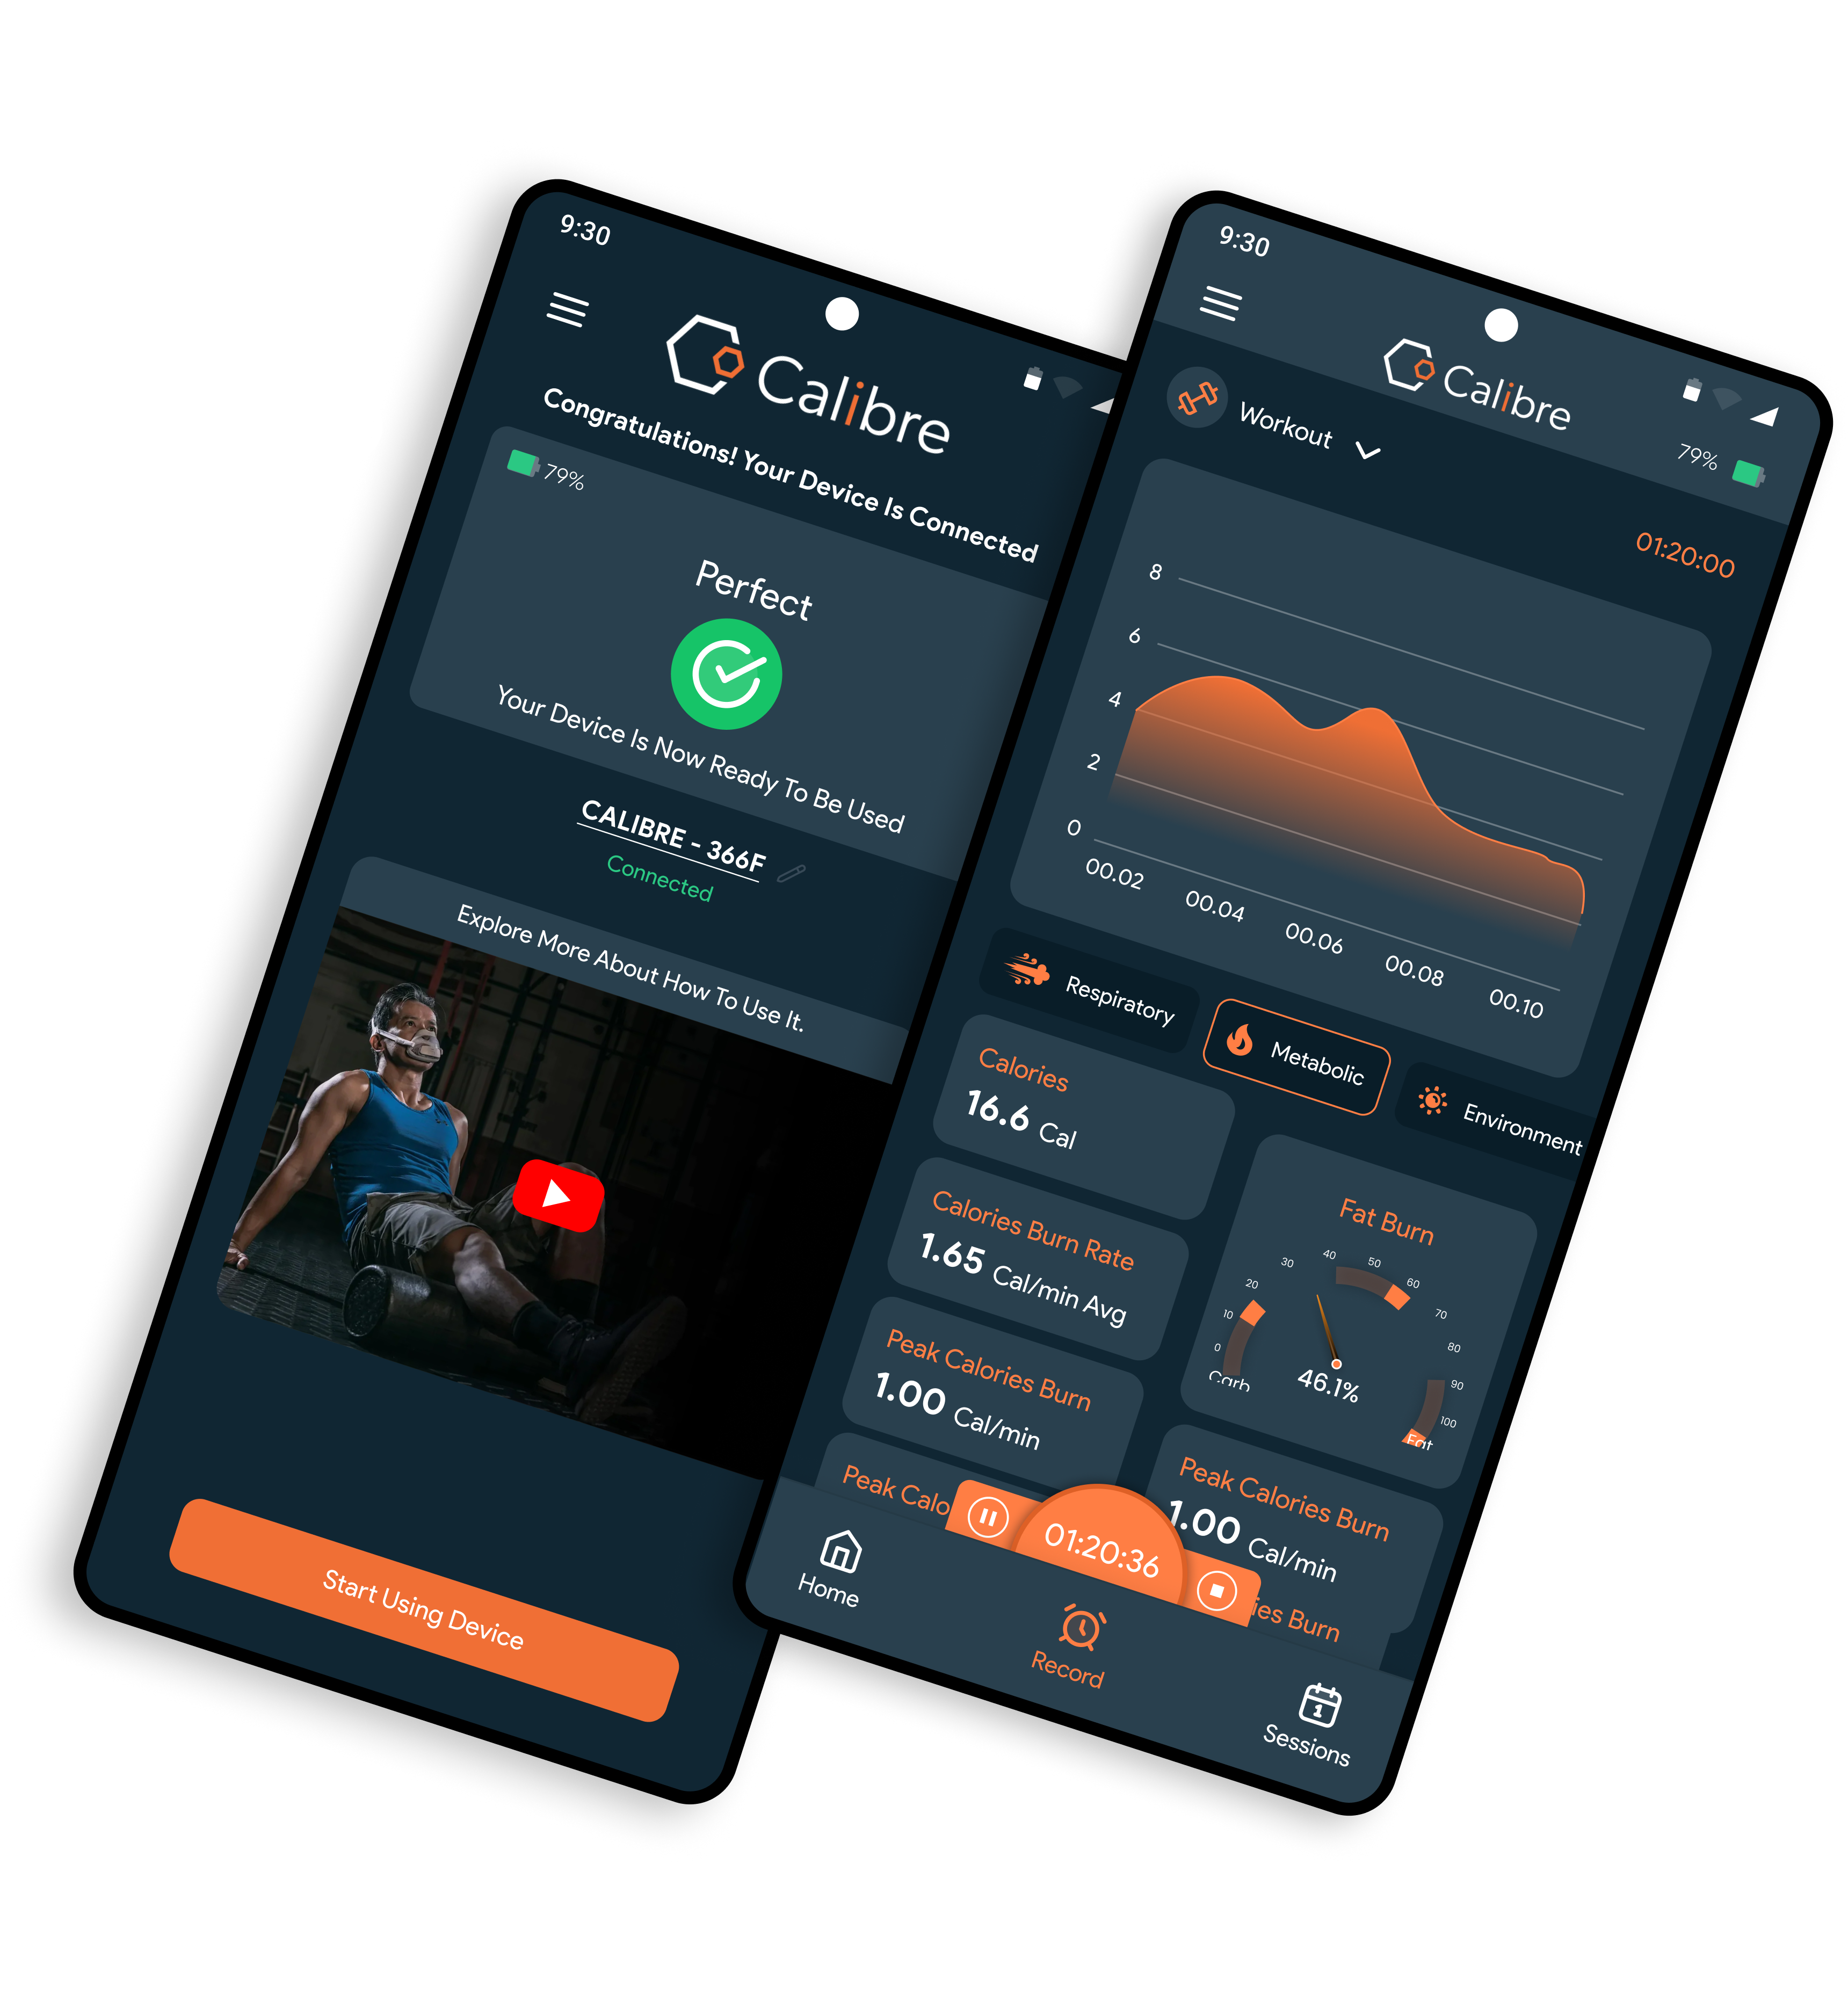 9:30
Calibre
Congratulations! Your Device Is Connected
79%
Perfect
Your Device Is Now Ready To Be Used
CALIBRE - 366F
Connected
Explore More About How To Use It.
Start Using Device
9:30
Calibre
79%
Workout
01:20:00
8
6
4
2
0
00.02 00.04 00.06 00.08 00.10
Respiratory Metabolic Environment
Calories
16.6 Cal
Calories Burn Rate
1.65 Cal/min Avg
Peak Calories Burn
1.00 Cal/min
Peak Calo
Fat Burn
0 10 20 30 40 50 60 70 80 90 100
Carb
46.1%
Fat
Peak Calories Burn
1.00 Cal/min
ies Burn
01:20:36
Home
Record
1
Sessions